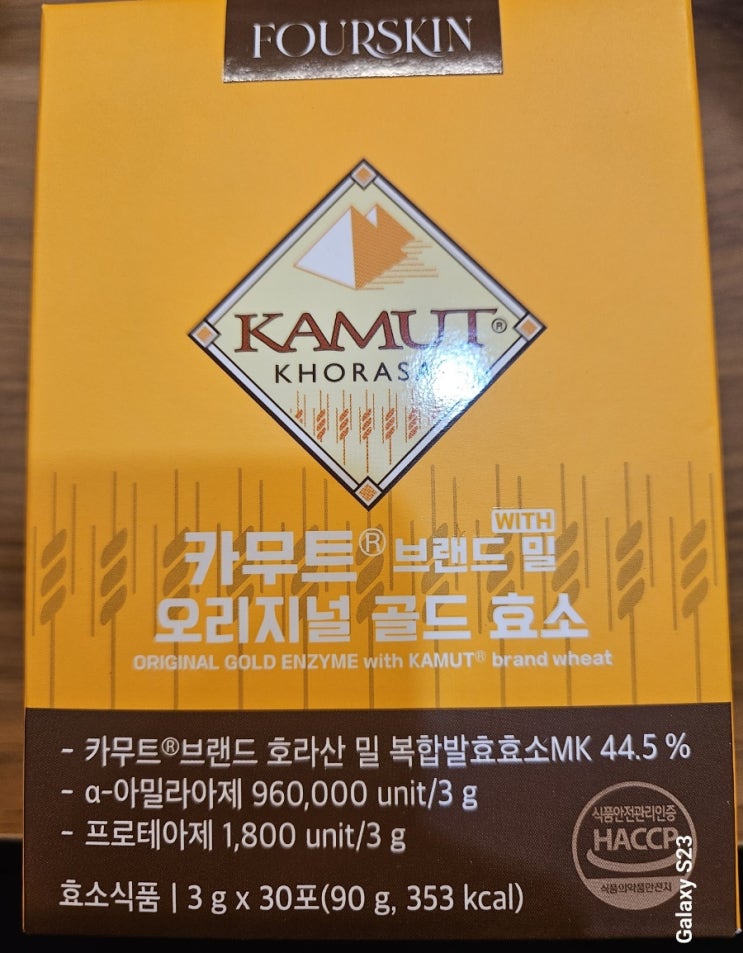 FOURSKIN
KAMUT®
WITH
카무트® 브랜드 밀
오리지널 골드 효소
ORIGINAL GOLD ENZYME with KAMUT® brand wheat
- 카무트®브랜드 호라산 밀 복합발효효소MK 44.5 %
- α-아밀라아제 960,000 unit/3 g
- 프로테아제 1,800 unit/3 g
식품안전관리인증
HACCP
식품의약품안전처
효소식품 | 3 g x 30포(90 g, 353 kcal)
Galaxy S23